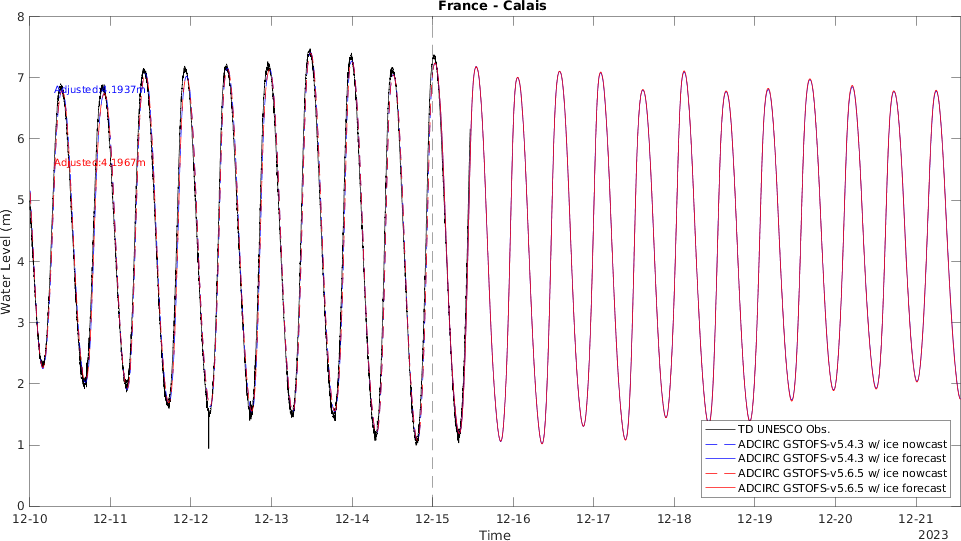 France - Calais
8
7
6
5
4
3
2
1
0
Water Level (m)
Adjusted: .1937m
Adjusted:4.1967m
TD UNESCO Obs.
ADCIRC GSTOFS-v5.4.3 w/ ice nowcast
ADCIRC GSTOFS-v5.4.3 w/ ice forecast
ADCIRC GSTOFS-v5.6.5 w/ ice nowcast
ADCIRC GSTOFS-v5.6.5 w/ ice forecast
12-10 12-11 12-12 12-13 12-14 12-15 12-16 12-17 12-18 12-19 12-20 12-21
Time
2023